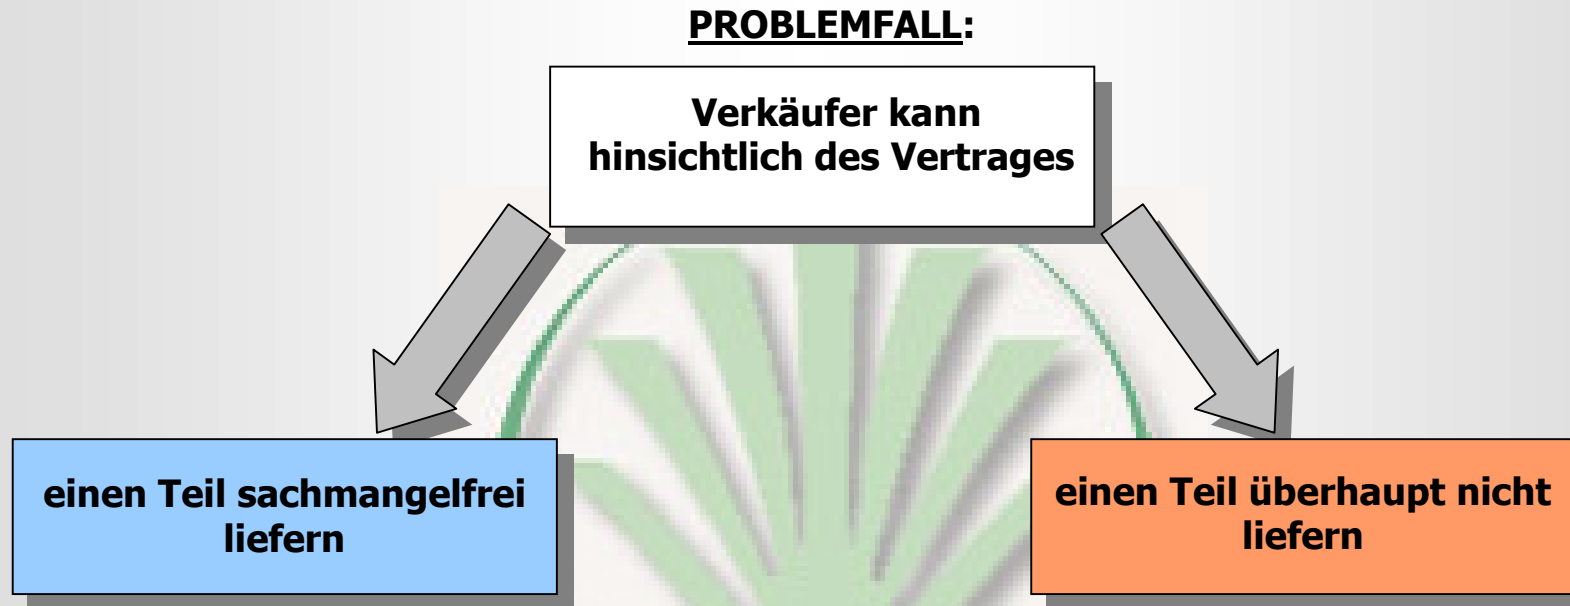 PROBLEMFALL:
Verkäufer kann
hinsichtlich des Vertrages
einen Teil sachmangelfrei
liefern
einen Teil überhaupt nicht
liefern